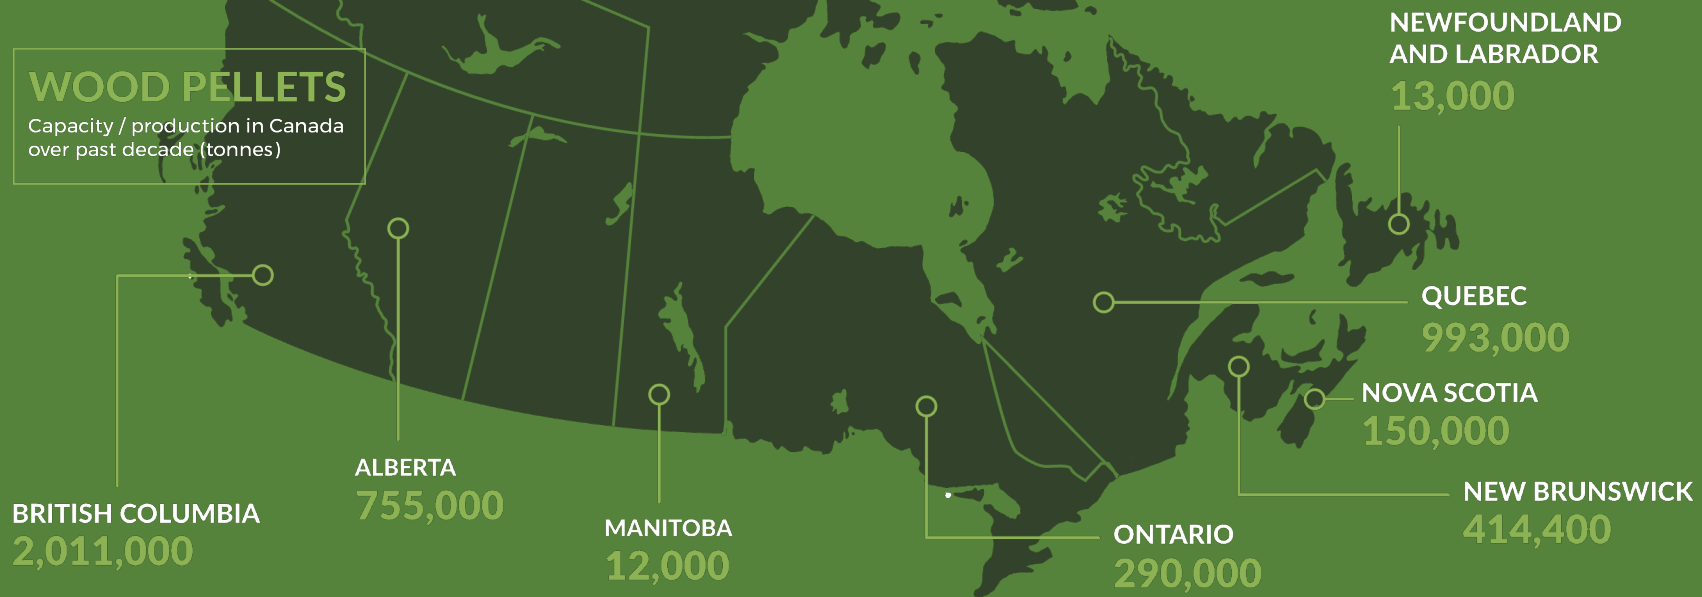 WOOD PELLETS
Capacity / production in Canada
over past decade (tonnes)
NEWFOUNDLAND
AND LABRADOR
13,000
QUEBEC
993,000
NOVA SCOTIA
150,000
NEW BRUNSWICK
414,400
ONTARIO
290,000
MANITOBA
12,000
ALBERTA
755,000
BRITISH COLUMBIA
2,011,000